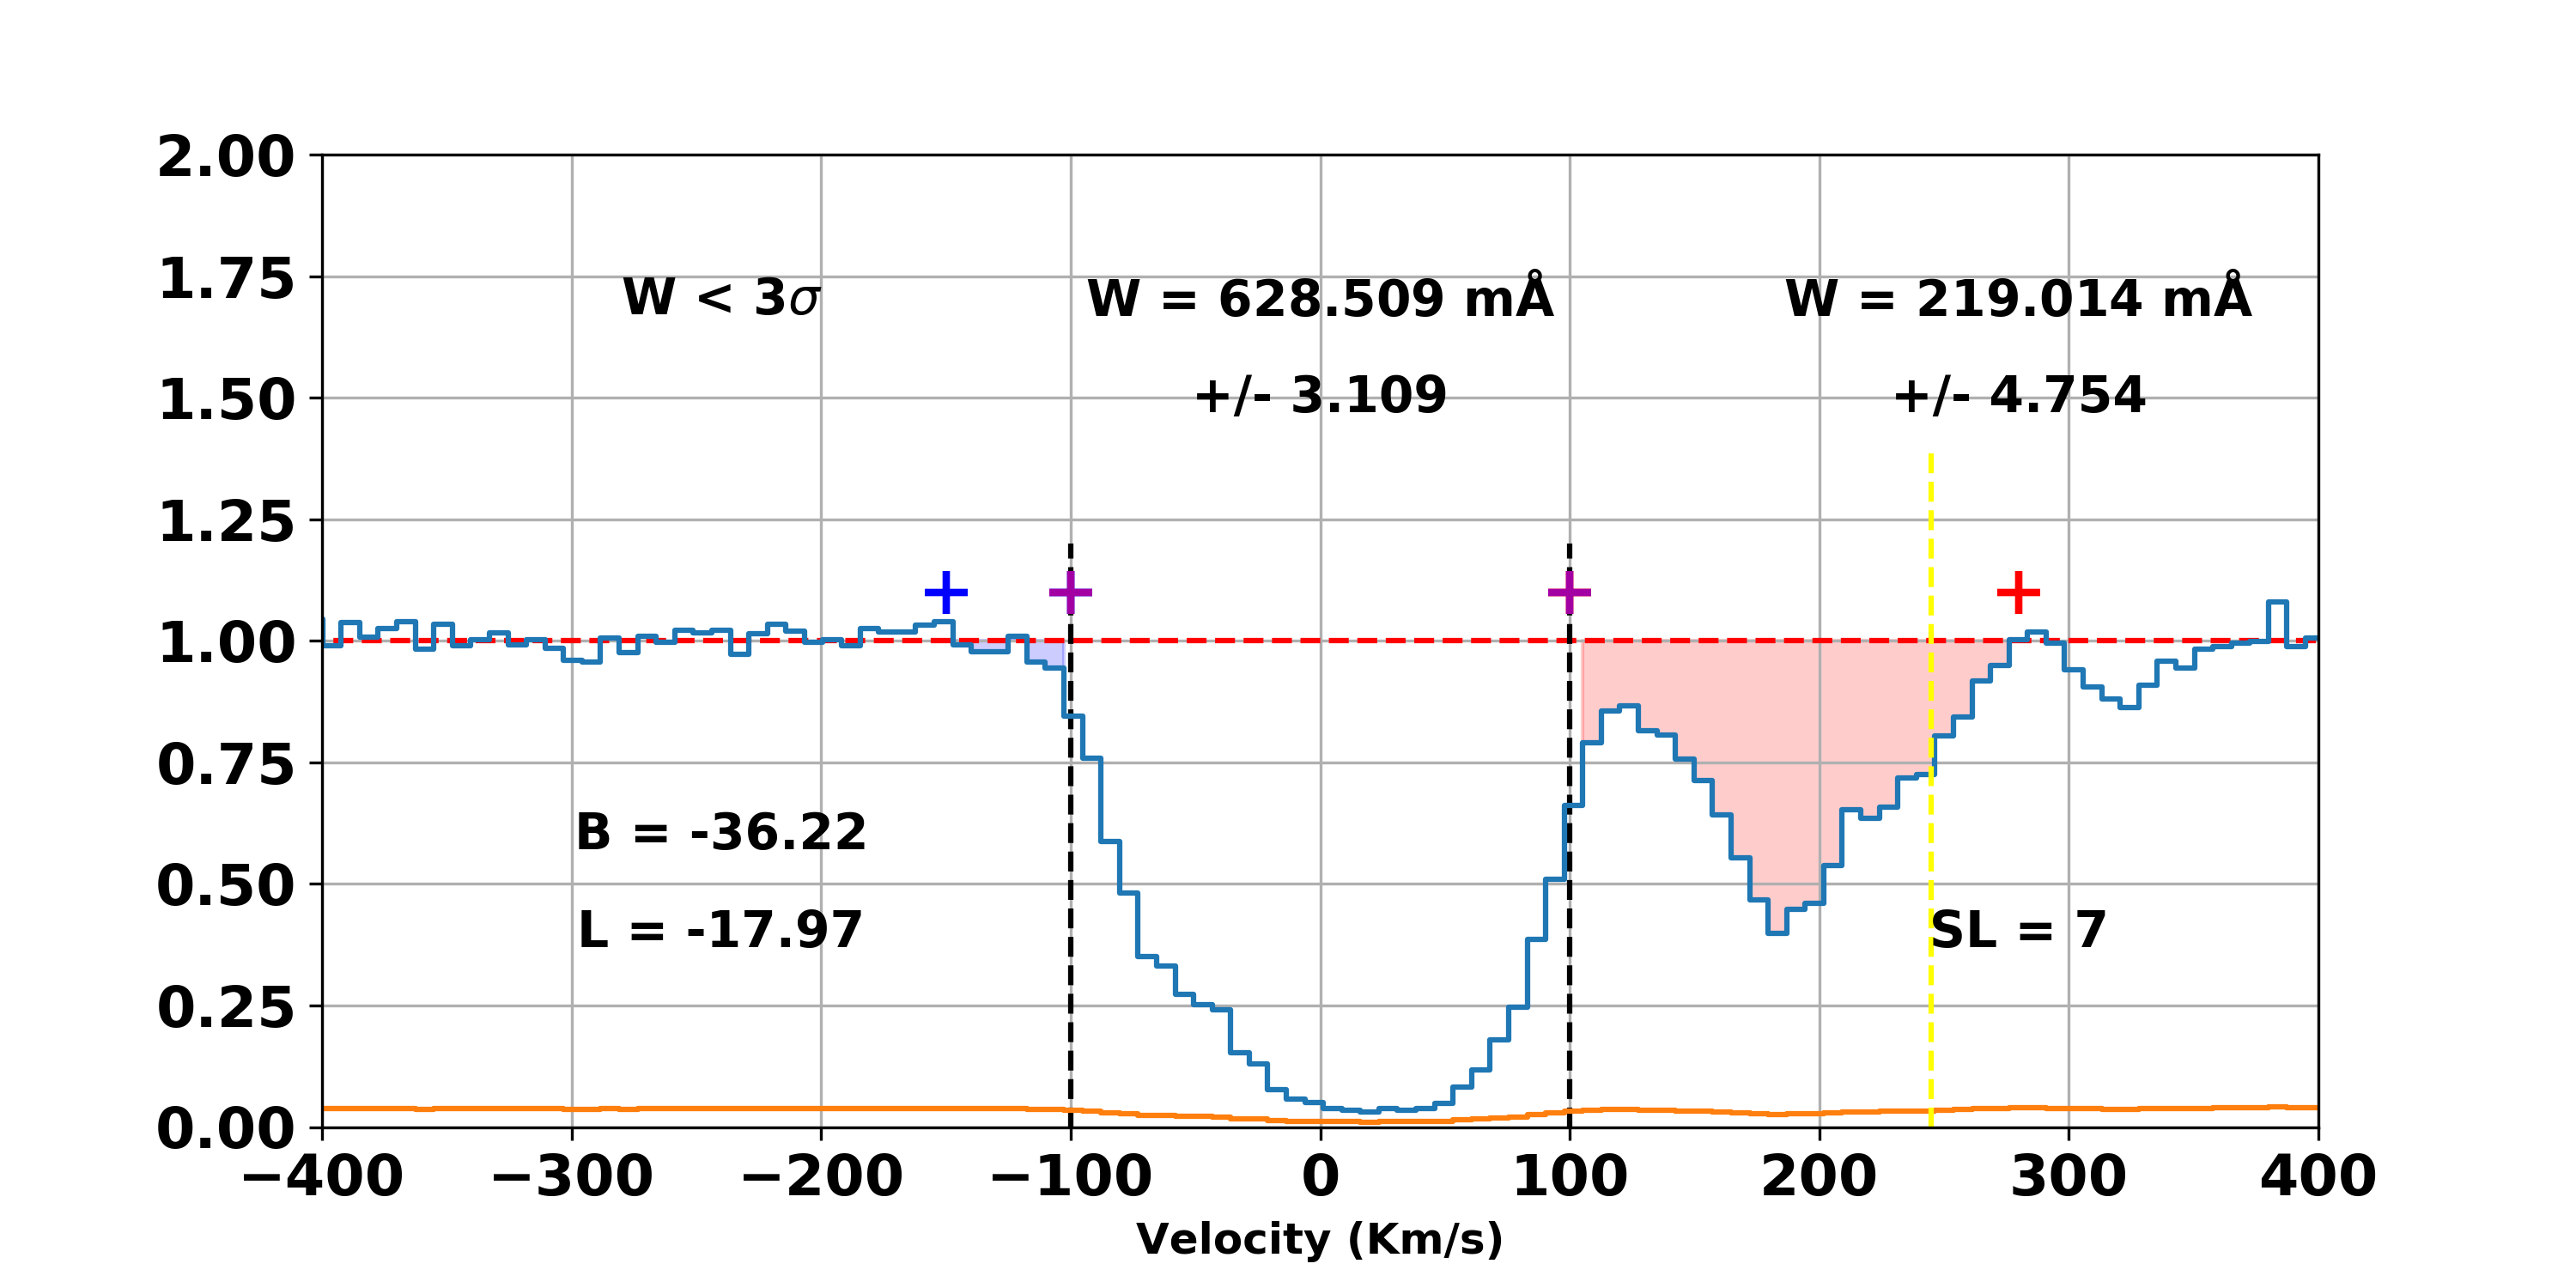 2.00
1.75
W < 3σ
W = 628.509 mÅ
W = 219.014 mÅ
1.50
+/- 3.109
+/- 4.754
1.25
1.00
0.75
B = -36.22
0.50
L = -17.97
SL = 7
0.25
0.00
−400 −300 −200 −100 0 100 200 300 400
Velocity (Km/s)